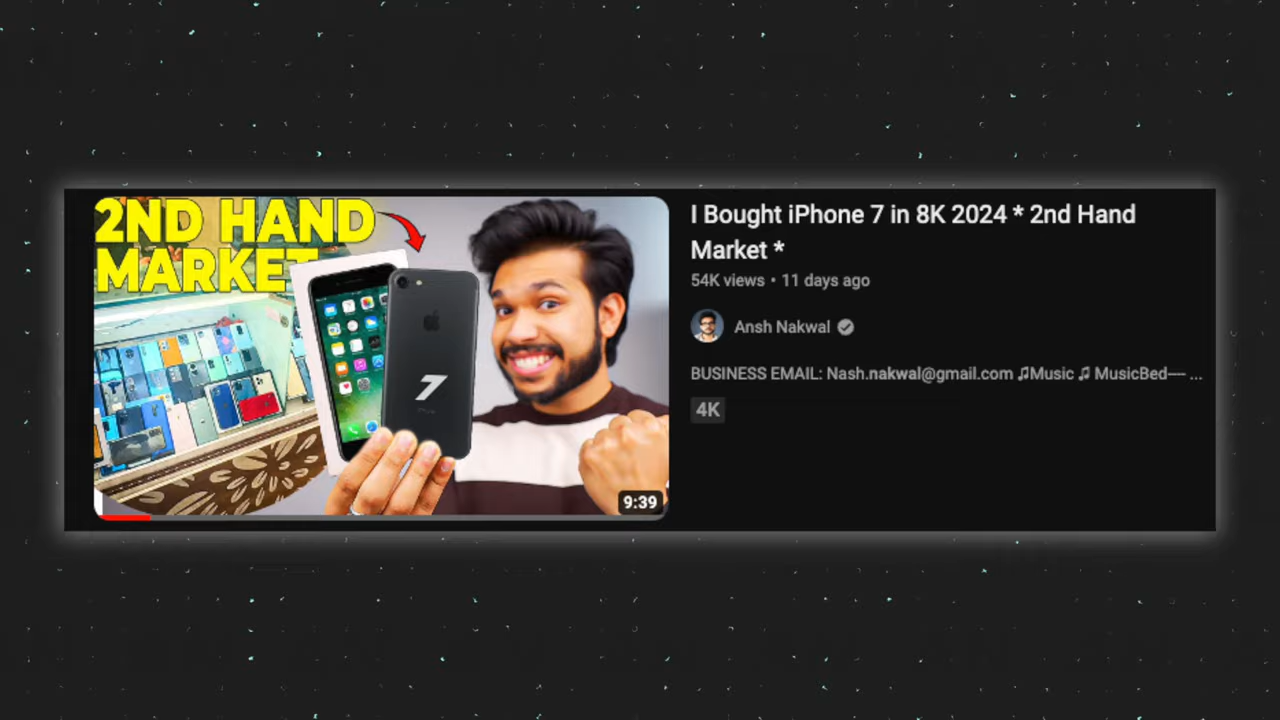 2ND HAND
MARKET
7
9:39
I Bought iPhone 7 in 8K 2024 * 2nd Hand
Market *
54K views • 11 days ago
Ansh Nakwal
BUSINESS EMAIL: Nash.nakwal@gmail.com ♫Music ♫ MusicBed---- ...
4K